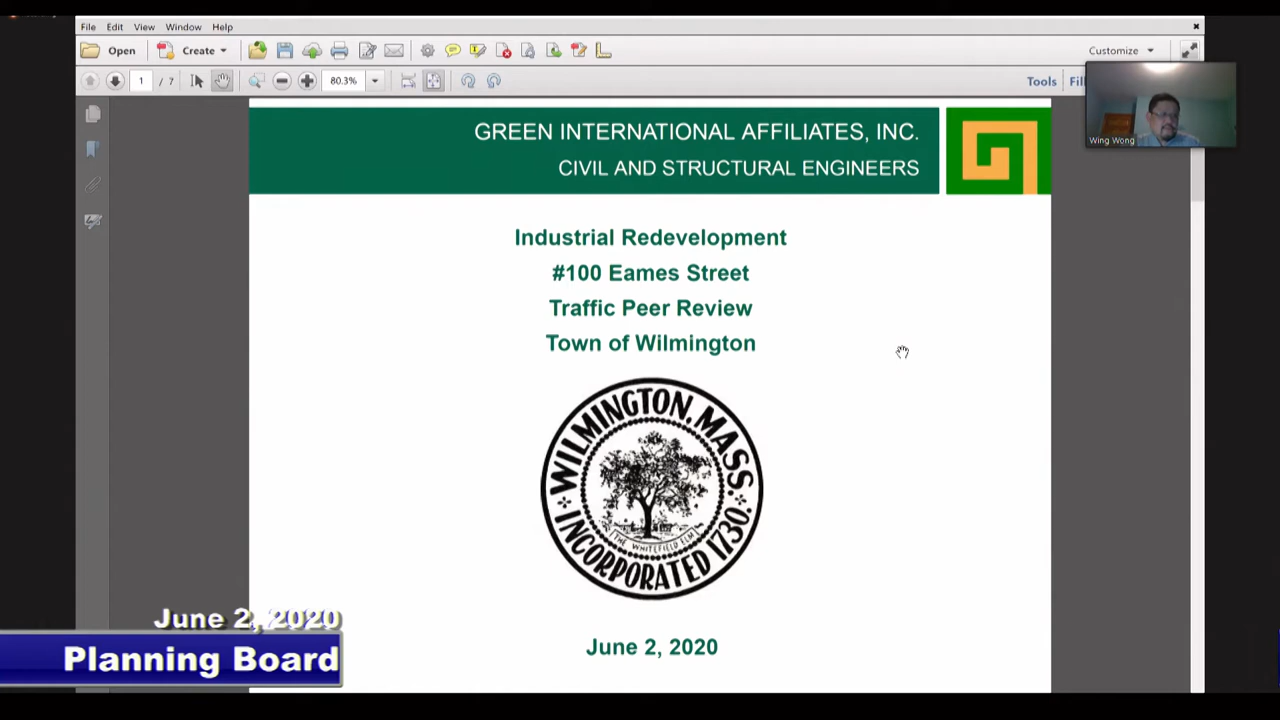 File Edit View Window Help
Open Create Customize
1 / 7 80.3% Tools Fill
Wing Wong
GREEN INTERNATIONAL AFFILIATES, INC.
CIVIL AND STRUCTURAL ENGINEERS
Industrial Redevelopment
#100 Eames Street
Traffic Peer Review
Town of Wilmington
WILMINGTON, MASS.
THE WHITEFIELD ELM
INCORPORATED 1730.
June 2, 2020
June 2, 2020
Planning Board